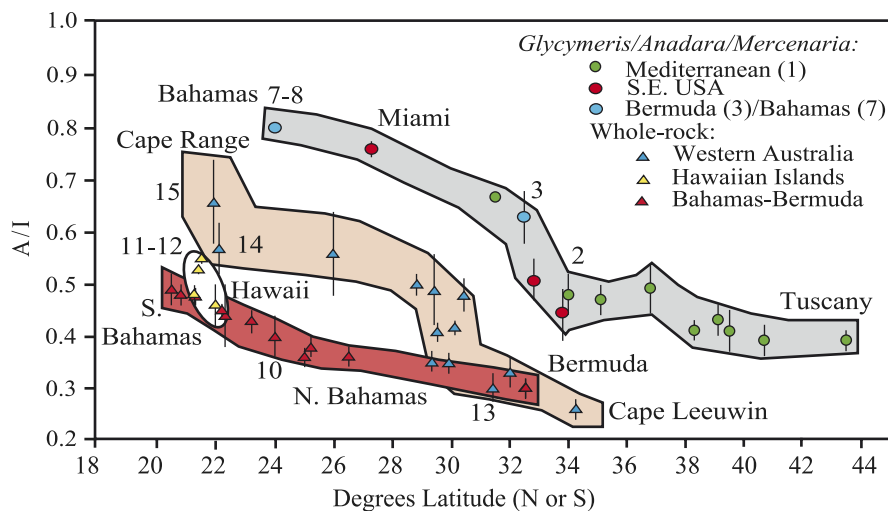 1.0
0.9
0.8
0.7
0.6
0.5
0.4
0.3
0.2
A/I
18 20 22 24 26 28 30 32 34 36 38 40 42 44
Degrees Latitude (N or S)
Glycymeris/Anadara/Mercenaria:
Mediterranean (1)
S.E. USA
Bermuda (3)/Bahamas (7)
Whole-rock:
Western Australia
Hawaiian Islands
Bahamas-Bermuda
Bahamas 7-8
Miami
Cape Range
15
3
11-12
14
2
Hawaii
Tuscany
S.
Bahamas
10
N. Bahamas
Bermuda
13
Cape Leeuwin